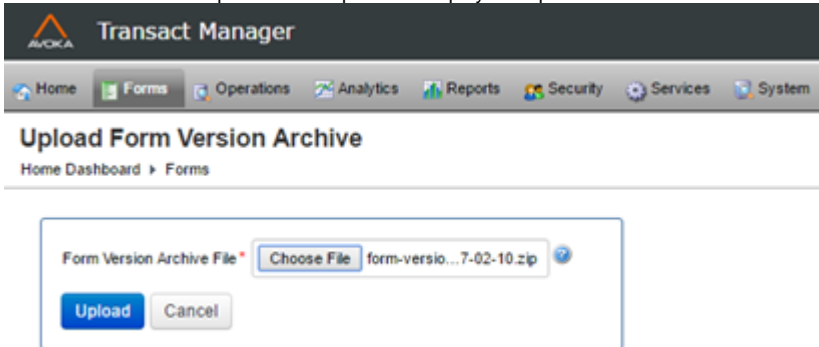 AVOKA Transact Manager
Home Forms Operations Analytics Reports Security Services System
Upload Form Version Archive
Home Dashboard ▸ Forms
Form Version Archive File * Choose File form-versio...7-02-10.zip
Upload Cancel